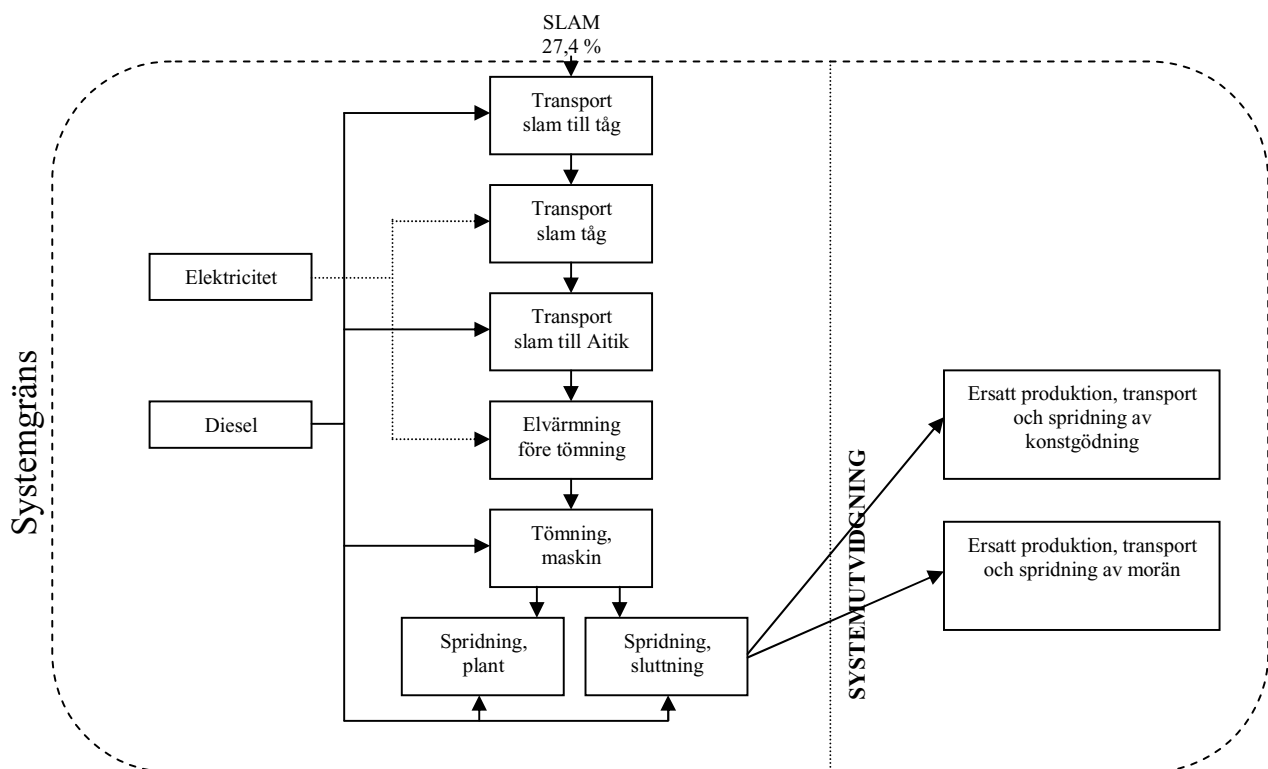 SLAM
27,4 %
Transport
slam till tåg
Transport
slam tåg
Elektricitet
Transport
slam till Aitik
Diesel
Elvärmning
före tömning
Tömning,
maskin
Spridning,
plant
Spridning,
sluttning
Systemgräns
SYSTEMUTVIDGNING
Ersatt produktion, transport
och spridning av
konstgödning
Ersatt produktion, transport
och spridning av morän